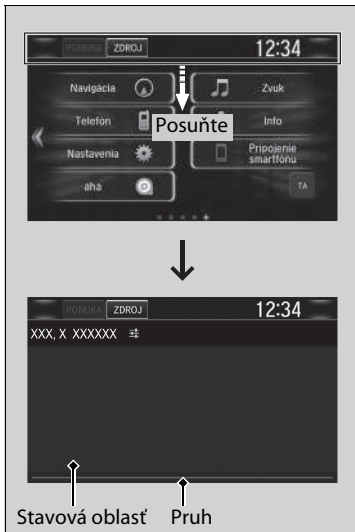 PONUKA ZDROJ 12:34
Navigácia Zvuk
Telefón Info
Posuňte
Nastavenia Pripojenie
smartfónu
aha TA
PONUKA ZDROJ 12:34
XXX, X XXXXXX
Stavová oblasť Pruh